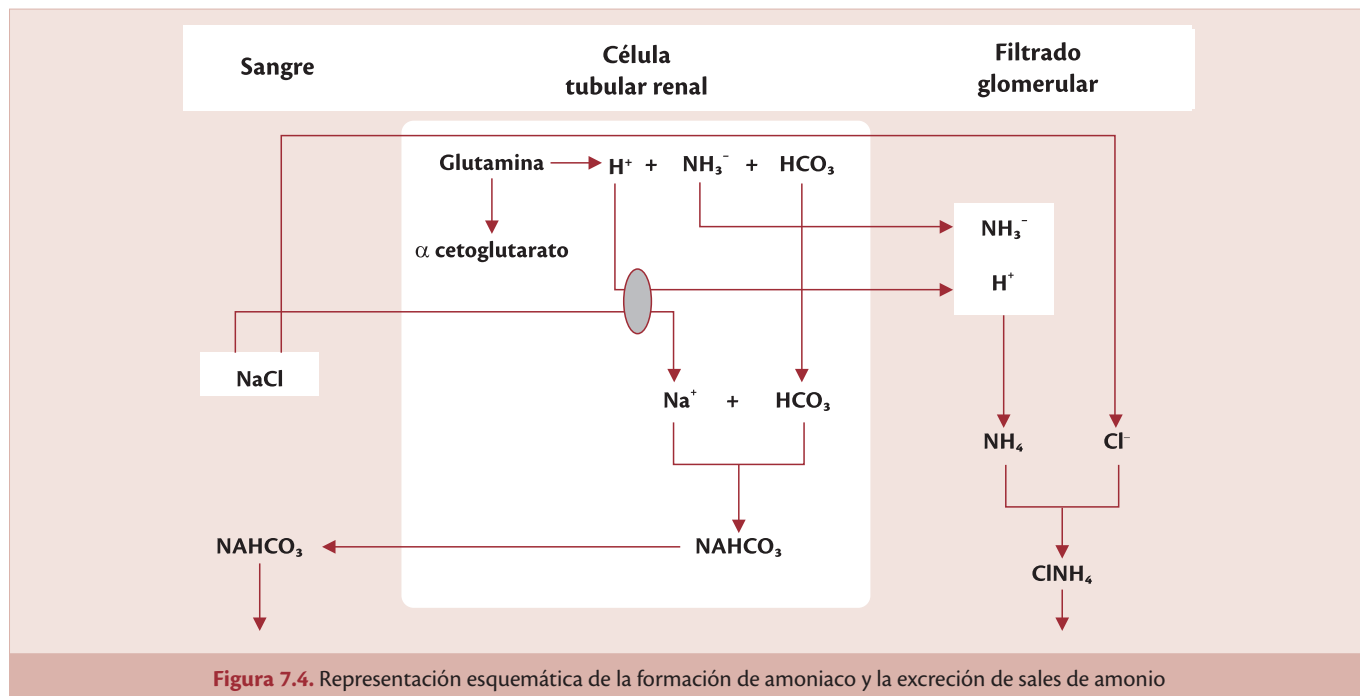 Sangre
Célula
tubular renal
Filtrado
glomerular
Glutamina
H⁺ + NH₃⁻ + HCO₃
α cetoglutarato
NH₃⁻
H⁺
NaCl
Na⁺ + HCO₃
NH₄
Cl⁻
NAHCO₃
NAHCO₃
ClNH₄
Figura 7.4. Representación esquemática de la formación de amoniaco y la excreción de sales de amonio